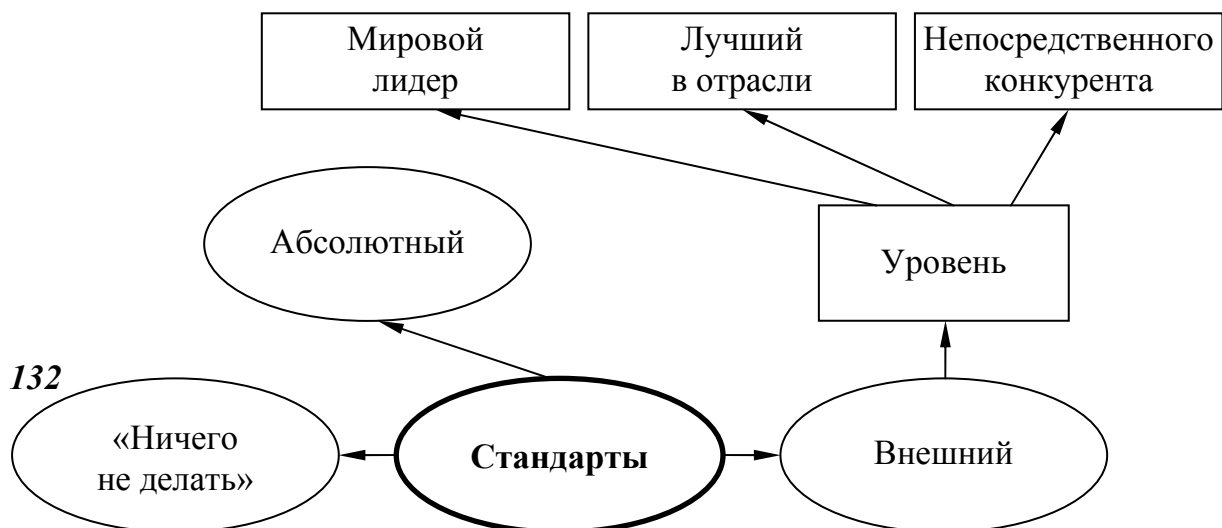 Мировой
лидер
Лучший
в отрасли
Непосредственного
конкурента
Абсолютный
Уровень
132
«Ничего
не делать»
Стандарты
Внешний